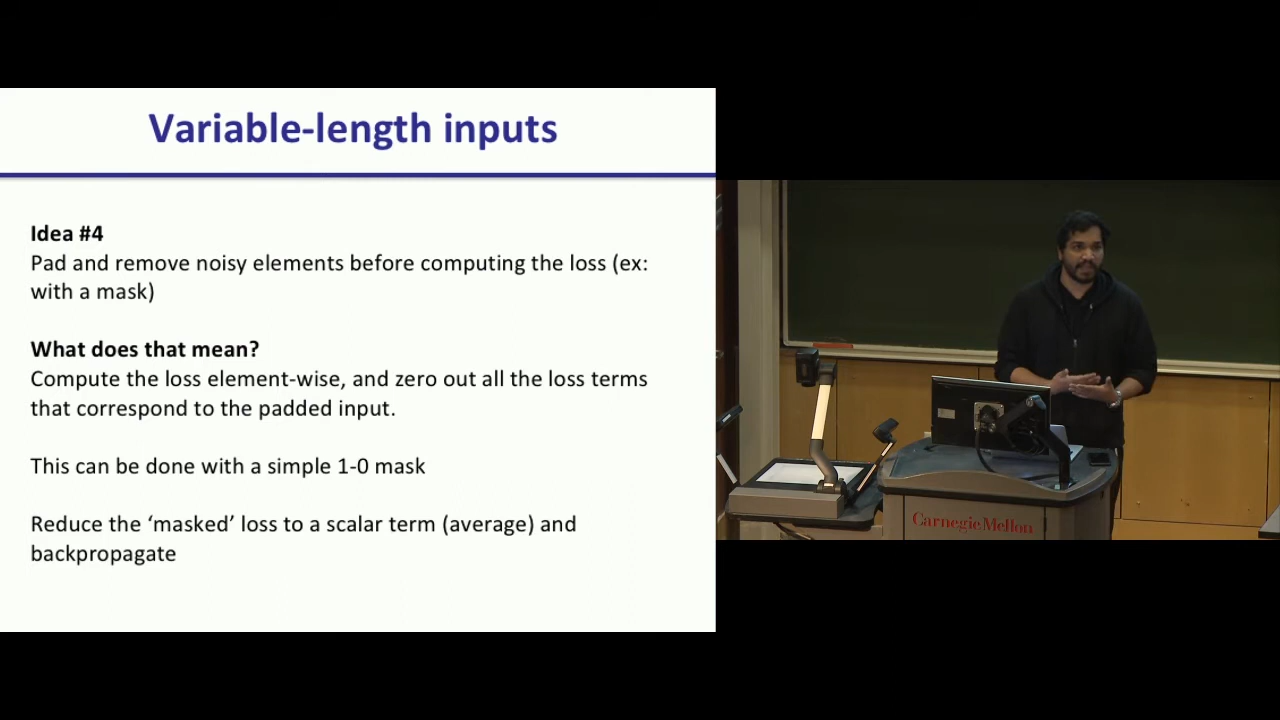 Variable-length inputs
Idea #4
Pad and remove noisy elements before computing the loss (ex:
with a mask)
What does that mean?
Compute the loss element-wise, and zero out all the loss terms
that correspond to the padded input.
This can be done with a simple 1-0 mask
Reduce the ‘masked’ loss to a scalar term (average) and
backpropagate
Carnegie Mellon